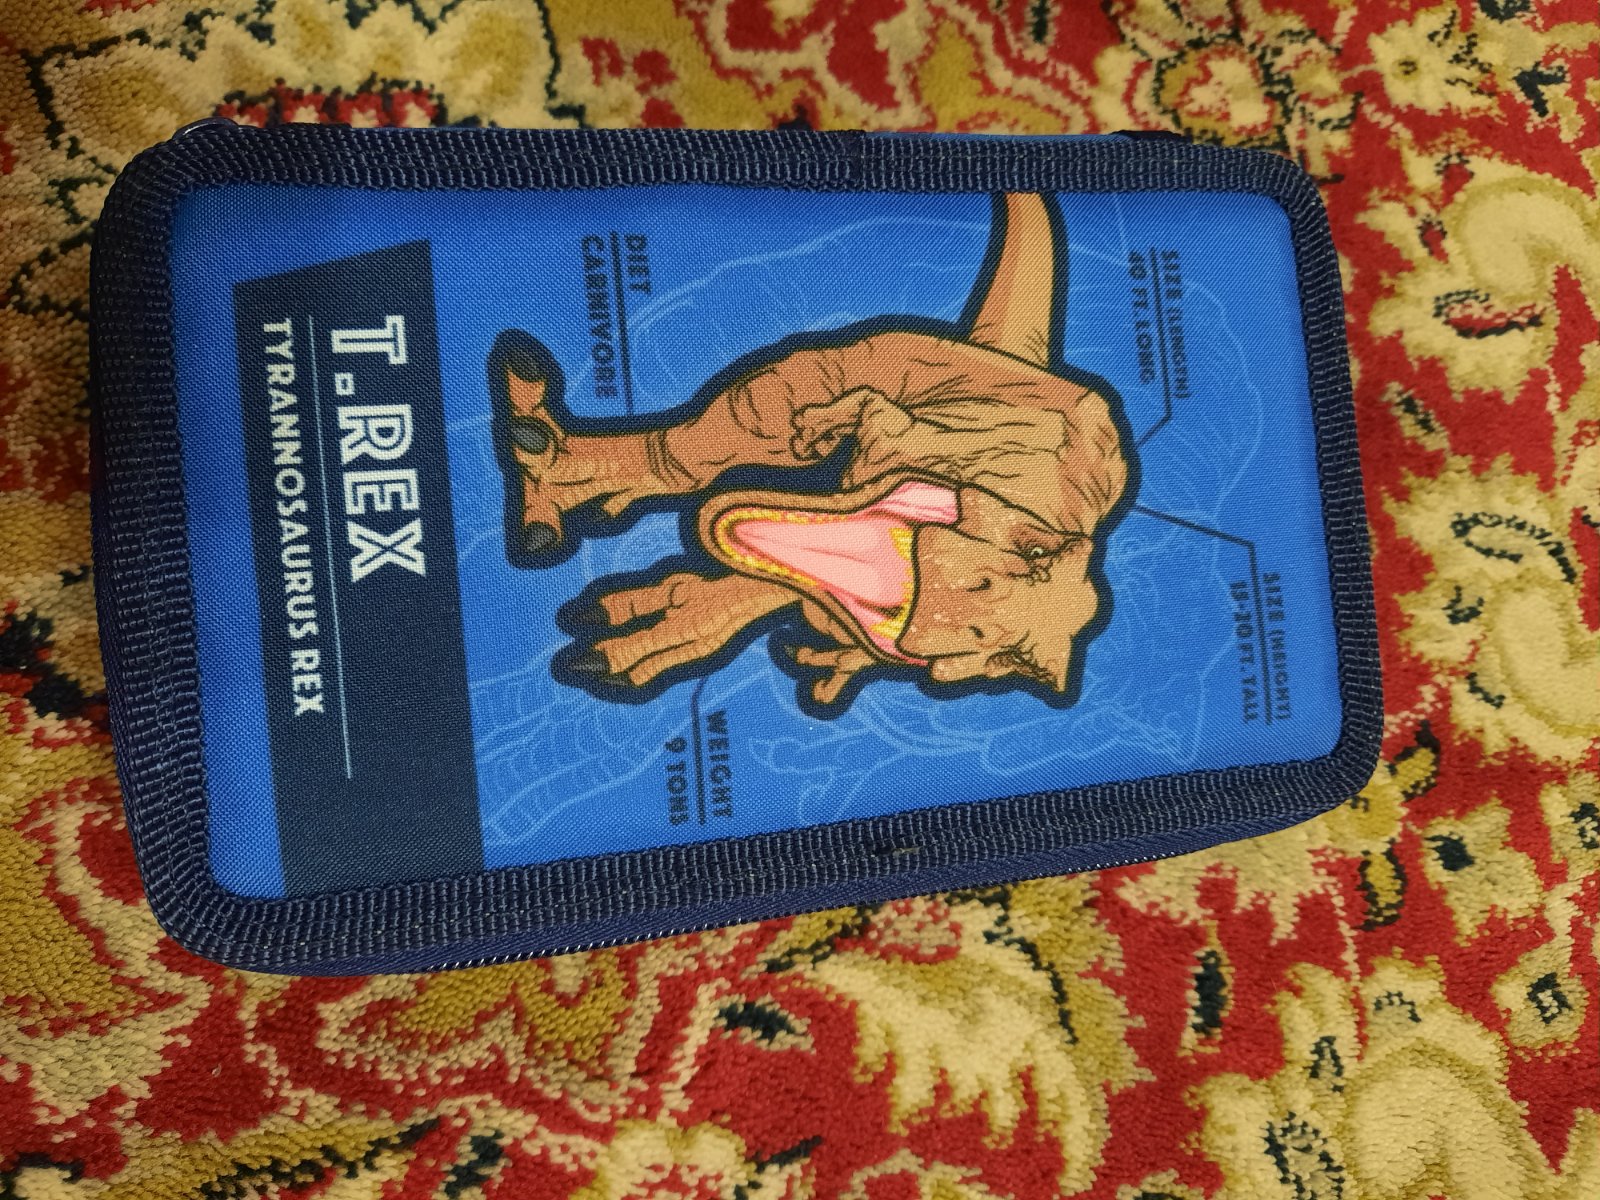 SIZE (LENGTH)
40 FT. LONG
SIZE (HEIGHT)
15-20 FT. TALL
DIET
CARNIVORE
WEIGHT
9 TONS
T.REX
TYRANNOSAURUS REX